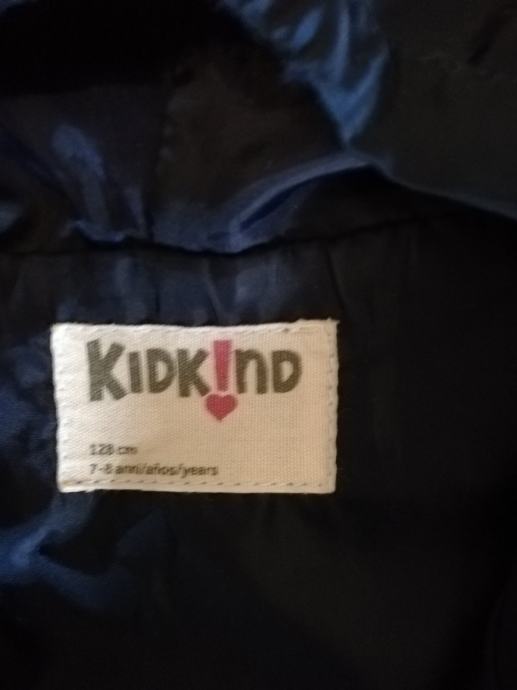 KIDK!ND
128 cm
7-8 anni/años/years